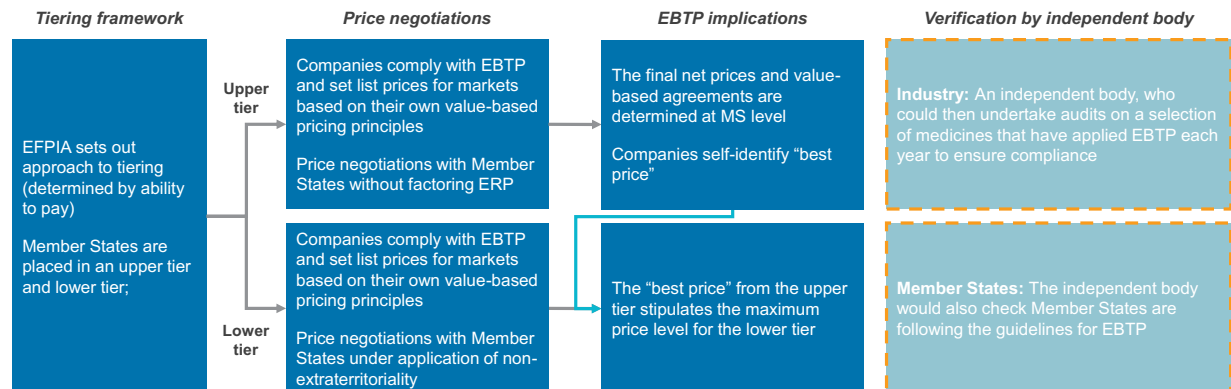 Tiering framework
Price negotiations
EBTP implications
Verification by independent body
EFPIA sets out
approach to tiering
(determined by ability
to pay)
Member States are
placed in an upper tier
and lower tier;
Upper
tier
Companies comply with EBTP
and set list prices for markets
based on their own value-based
pricing principles
Price negotiations with Member
States without factoring ERP
The final net prices and value-
based agreements are
determined at MS level
Companies self-identify “best
price”
Industry: An independent body, who
could then undertake audits on a selection
of medicines that have applied EBTP each
year to ensure compliance
Lower
tier
Companies comply with EBTP
and set list prices for markets
based on their own value-based
pricing principles
Price negotiations with Member
States under application of non-
extraterritoriality
The “best price” from the upper
tier stipulates the maximum
price level for the lower tier
Member States: The independent body
would also check Member States are
following the guidelines for EBTP